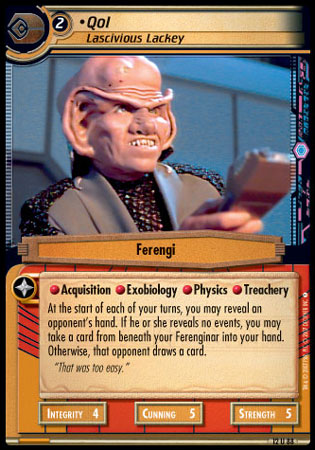 2 •Qol
Lascivious Lackey
Ferengi
Acquisition Exobiology Physics Treachery
At the start of each of your turns, you may reveal an
opponent's hand. If he or she reveals no events, you may
take a card from beneath your Ferenginar into your hand.
Otherwise, that opponent draws a card.
"That was too easy."
Integrity 4 Cunning 5 Strength 5
12 U 88